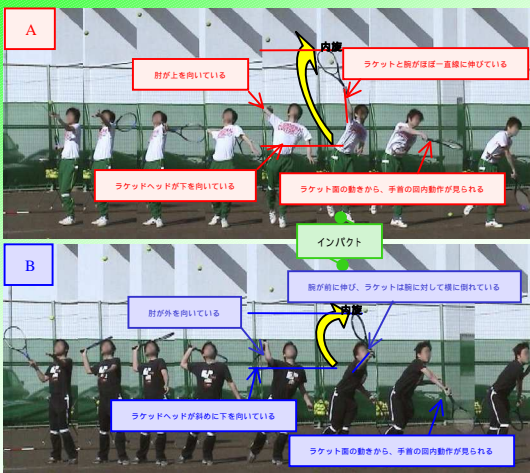 A
内旋
肘が上を向いている
ラケットと腕がほぼ一直線に伸びている
ラケッドヘッドが下を向いている
ラケット面の動きから、手首の回内動作が見られる
インパクト
B
腕が前に伸び、ラケットは腕に対して横に倒れている
肘が外を向いている
内旋
ラケッドヘッドが斜めに下を向いている
ラケット面の動きから、手首の回内動作が見られる